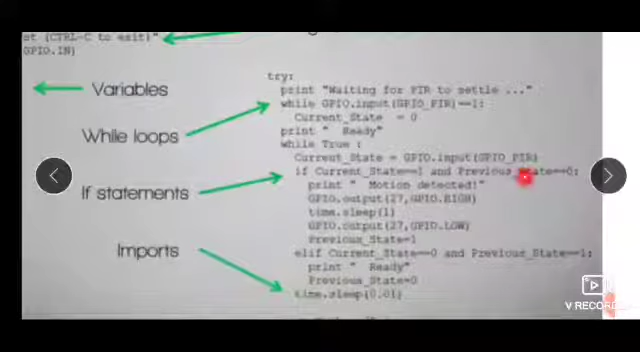 st (CTRL-C to exit)"
GPIO.IN)
Variables
While loops
If statements
Imports
try:
print "Waiting for PIR to settle ..."
while GPIO.input(GPIO_PIR)==1:
Current_State = 0
print " Ready"
while True :
Current_State = GPIO.input(GPIO_PIR)
if Current_State==1 and Previous_State==0:
print " Motion detected!"
GPIO.output(27,GPIO.HIGH)
time.sleep(1)
GPIO.output(27,GPIO.LOW)
Previous_State=1
elif Current_State==0 and Previous_State==1:
print " Ready"
Previous_State=0
time.sleep(0.01)
V RECOR